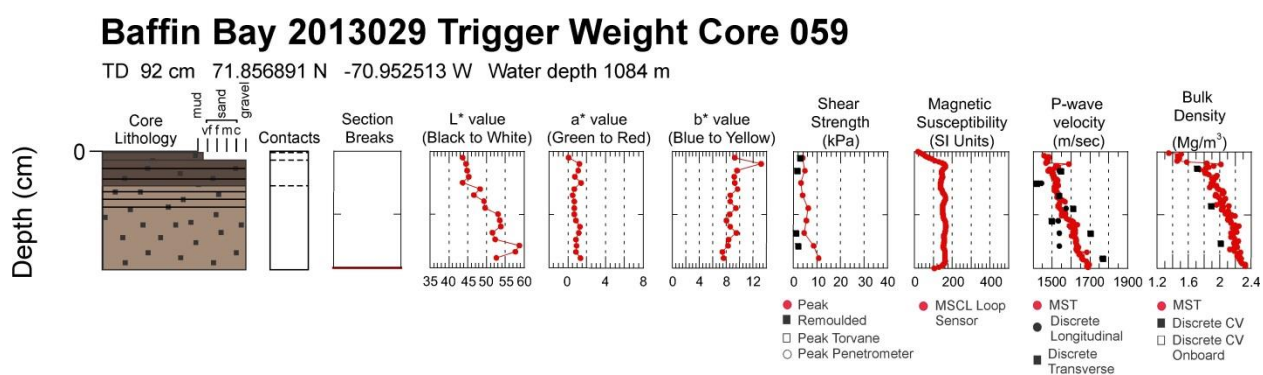 Baffin Bay 2013029 Trigger Weight Core 059
TD 92 cm 71.856891 N -70.952513 W Water depth 1084 m
Core
Lithology
mud
sand
gravel
vf f m c
Contacts
Section
Breaks
L* value
(Black to White)
a* value
(Green to Red)
b* value
(Blue to Yellow)
Shear
Strength
(kPa)
Magnetic
Susceptibility
(SI Units)
P-wave
velocity
(m/sec)
Bulk
Density
(Mg/m³)
0
Depth (cm)
35 40 45 50 55 60
0 4 8
0 4 8 12
0 10 20 30 40
0 200 400
1500 1700 1900
1.2 1.6 2 2.4
Peak
Remoulded
Peak Torvane
Peak Penetrometer
MSCL Loop
Sensor
MST
Discrete
Longitudinal
Discrete
Transverse
MST
Discrete CV
Discrete CV
Onboard